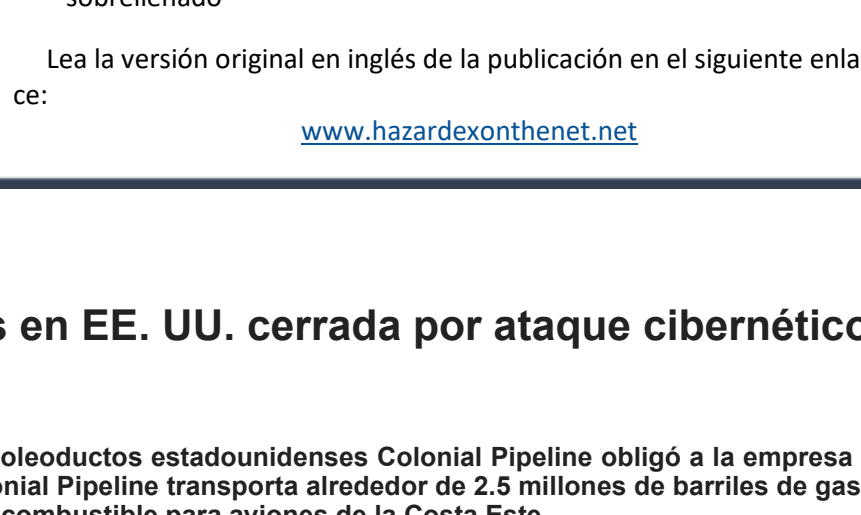 sobrellenado
Lea la versión original en inglés de la publicación en el siguiente enla
ce:
www.hazardexonthenet.net
s en EE. UU. cerrada por ataque cibernético
oleoductos estadounidenses Colonial Pipeline obligó a la empresa
onial Pipeline transporta alrededor de 2.5 millones de barriles de gas
combustible para aviones de la Costa Este